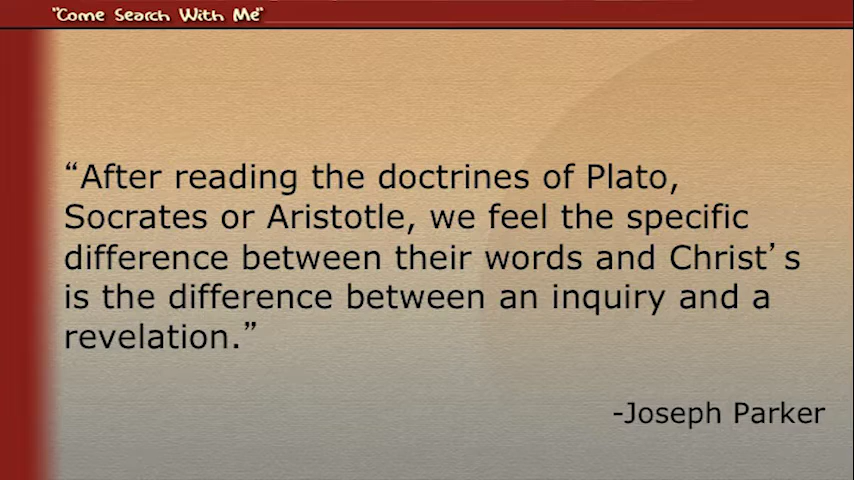 "Come Search With Me"
“After reading the doctrines of Plato,
Socrates or Aristotle, we feel the specific
difference between their words and Christ’s
is the difference between an inquiry and a
revelation.”
-Joseph Parker